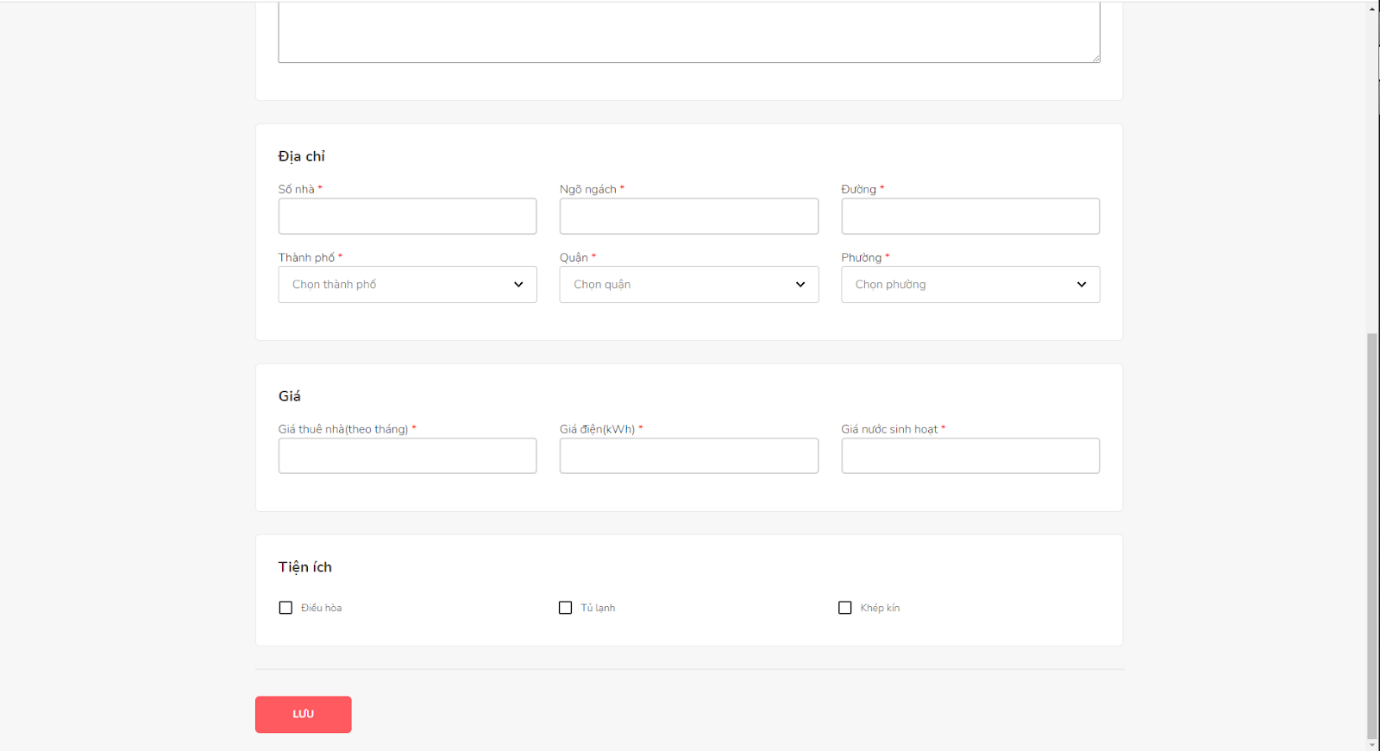 Địa chỉ
Số nhà * Ngõ ngách * Đường *
Thành phố * Quận * Phường *
Chọn thành phố Chọn quận Chọn phường
Giá
Giá thuê nhà(theo tháng) * Giá điện(kWh) * Giá nước sinh hoạt *
Tiện ích
Điều hòa Tủ lạnh Khép kín
LƯU